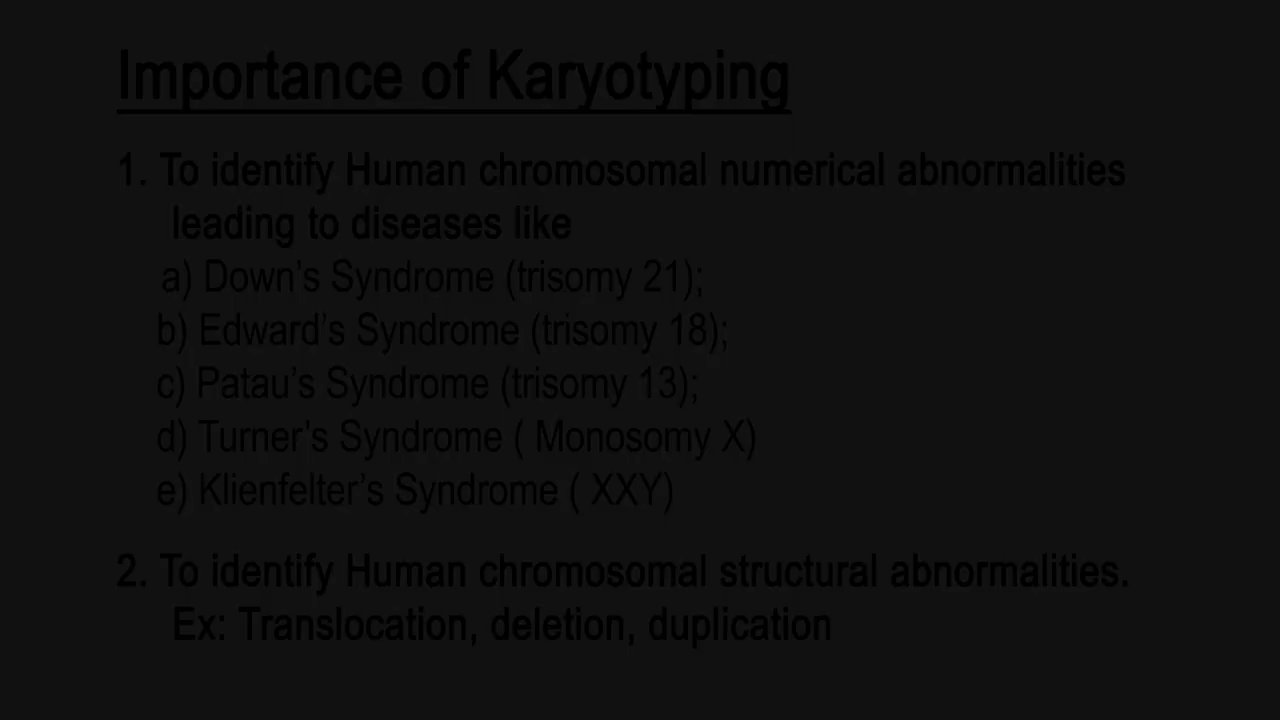 Importance of Karyotyping
1. To identify Human chromosomal numerical abnormalities
leading to diseases like
a) Down’s Syndrome (trisomy 21);
b) Edward’s Syndrome (trisomy 18);
c) Patau’s Syndrome (trisomy 13);
d) Turner’s Syndrome ( Monosomy X)
e) Klienfelter’s Syndrome ( XXY)
2. To identify Human chromosomal structural abnormalities.
Ex: Translocation, deletion, duplication